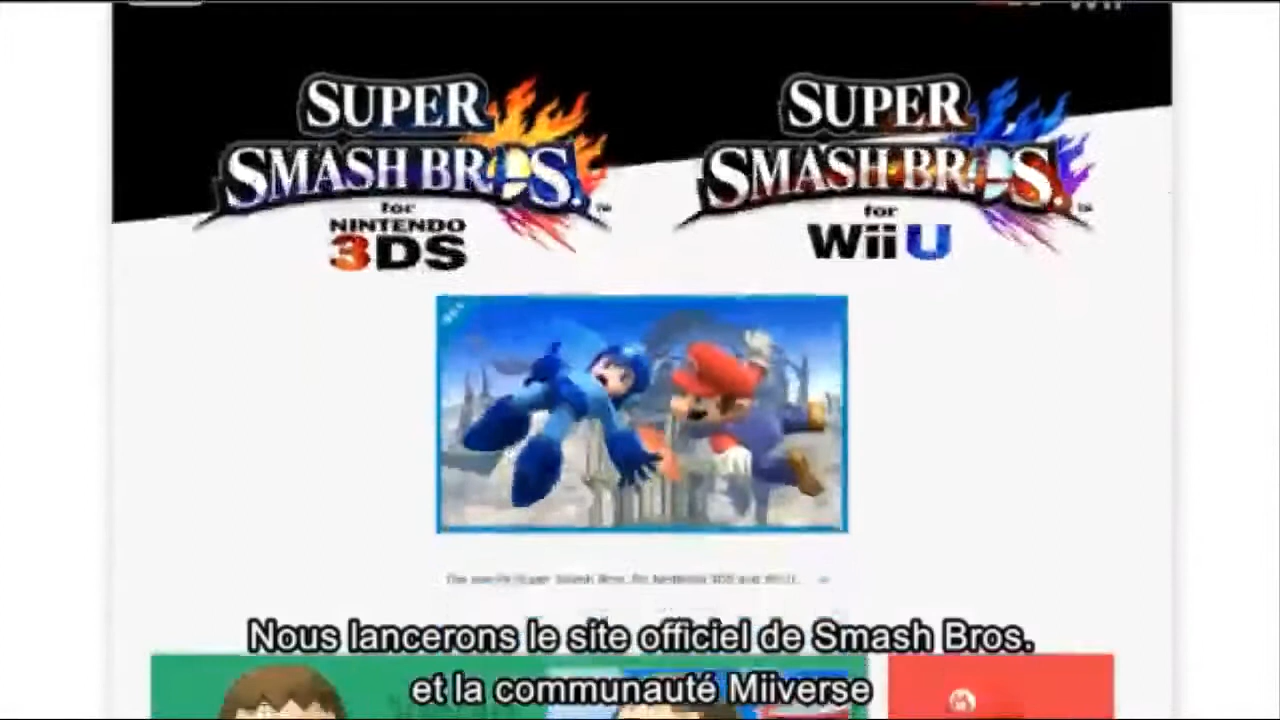 SUPER
SMASH BROS.
for
NINTENDO
3DS
SUPER
SMASH BROS.
for
Wii U
Nous lancerons le site officiel de Smash Bros.
et la communauté Miiverse